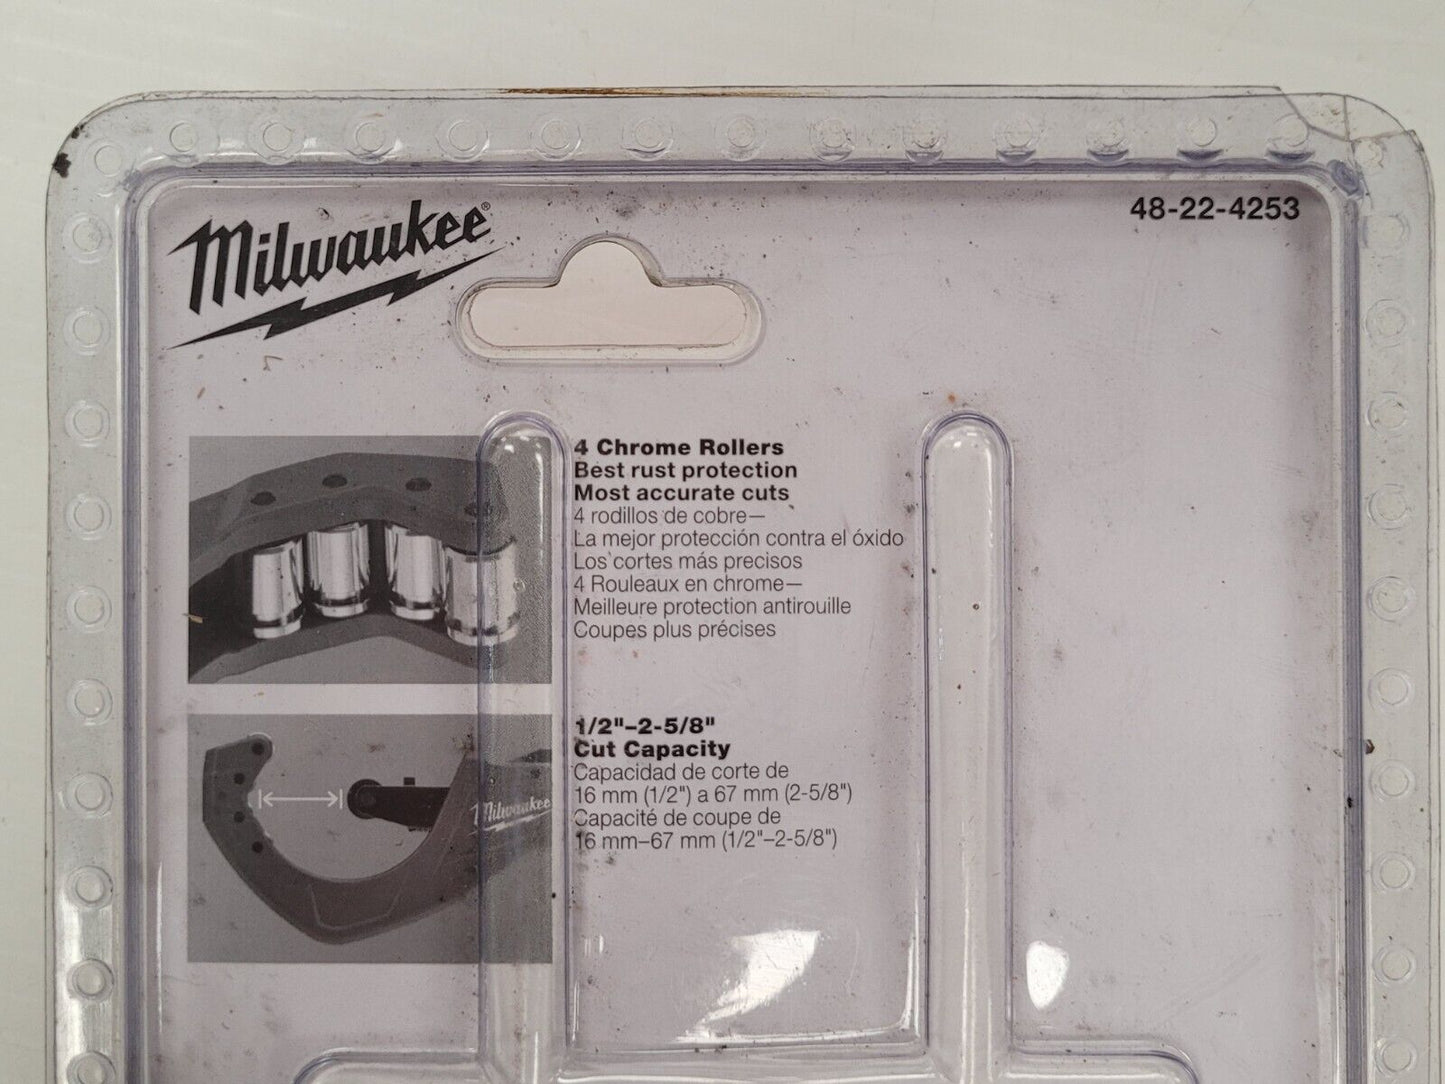 Milwaukee®
48-22-4253
4 Chrome Rollers
Best rust protection
Most accurate cuts
4 rodillos de cobre—
La mejor protección contra el óxido
Los cortes más precisos
4 Rouleaux en chrome—
Meilleure protection antirouille
Coupes plus précises
1/2"–2-5/8"
Cut Capacity
Capacidad de corte de
16 mm (1/2") a 67 mm (2-5/8")
Capacité de coupe de
16 mm–67 mm (1/2"–2-5/8")
Milwaukee